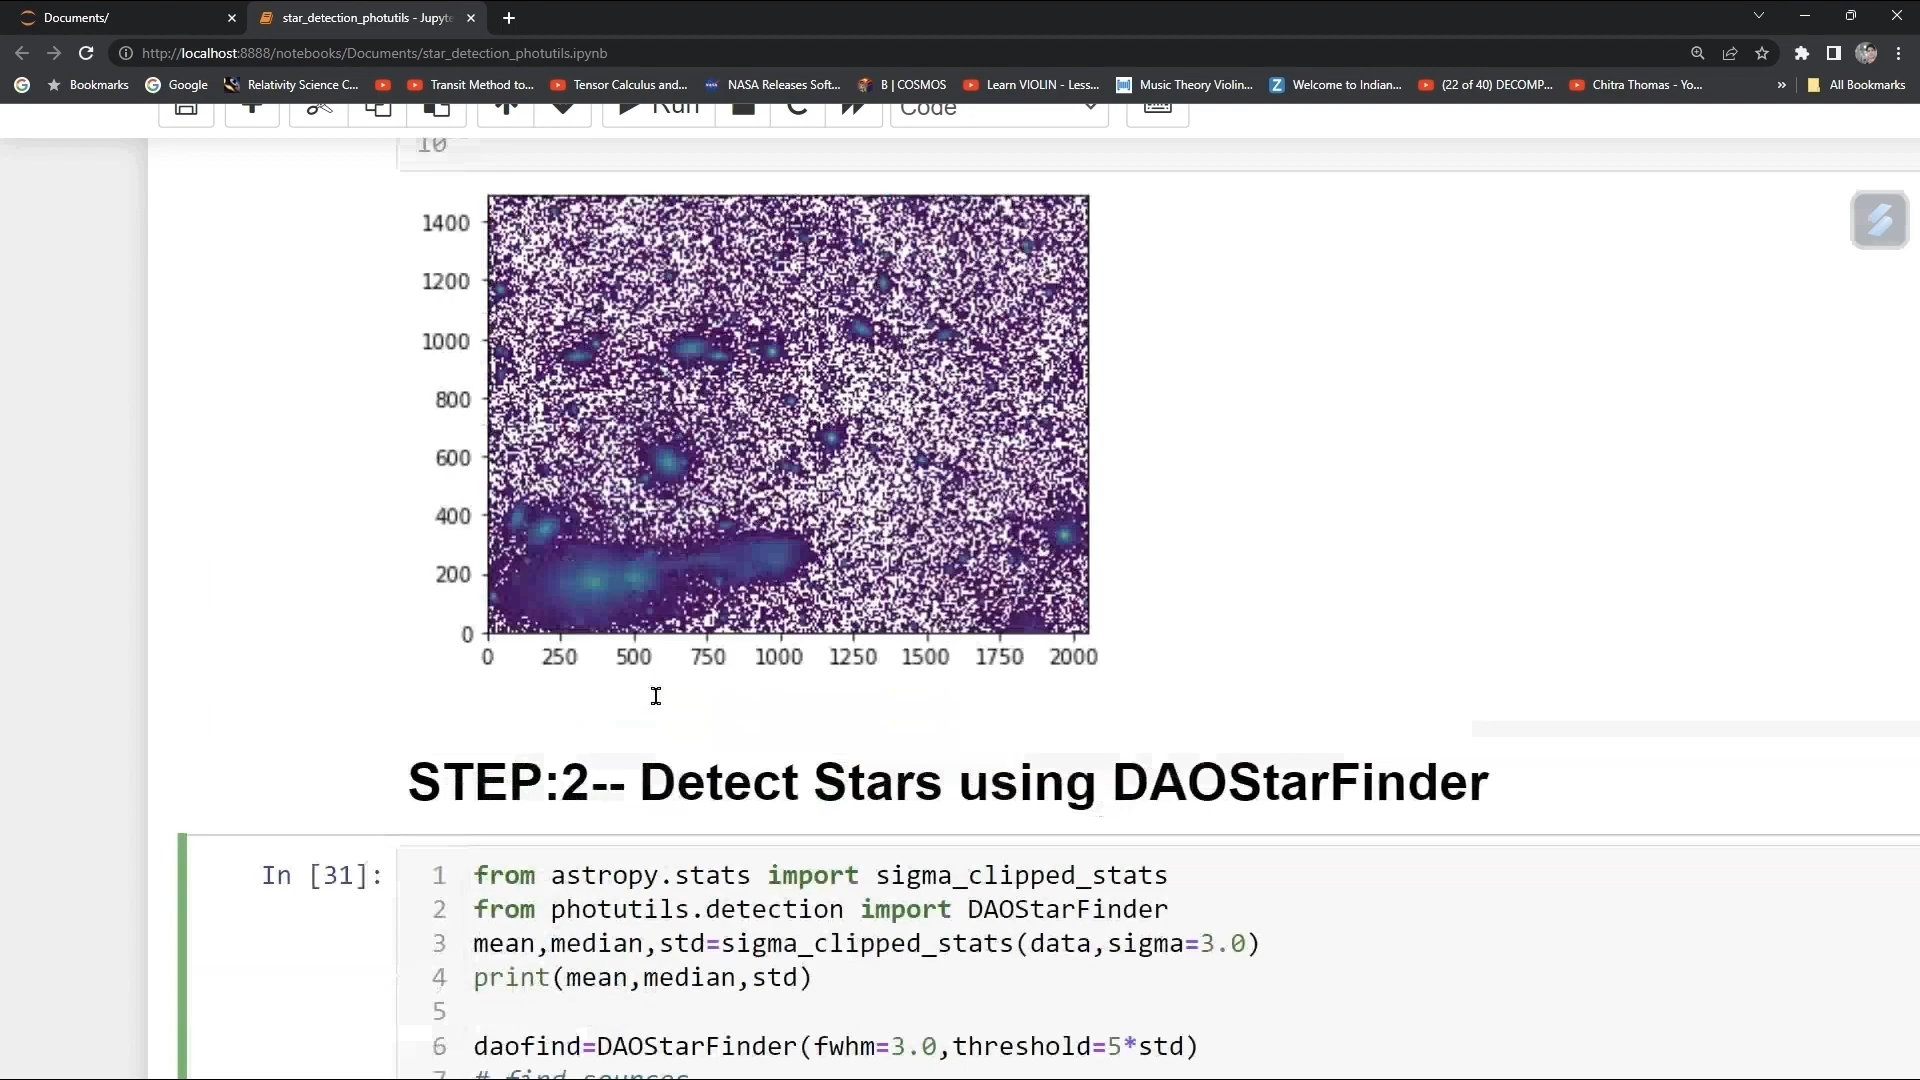 Documents/
star_detection_photutils - Jupyte
http://localhost:8888/notebooks/Documents/star_detection_photutils.ipynb
Bookmarks
Google
Relativity Science C...
Transit Method to...
Tensor Calculus and...
NASA Releases Soft...
B | COSMOS
Learn VIOLIN - Less...
Music Theory Violin...
Welcome to Indian...
(22 of 40) DECOMP...
Chitra Thomas - Yo...
»
All Bookmarks
Run
Code
10
1400
1200
1000
800
600
400
200
0
0 250 500 750 1000 1250 1500 1750 2000
STEP:2-- Detect Stars using DAOStarFinder
In [31]:
1 from astropy.stats import sigma_clipped_stats
2 from photutils.detection import DAOStarFinder
3 mean,median,std=sigma_clipped_stats(data,sigma=3.0)
4 print(mean,median,std)
5
6 daofind=DAOStarFinder(fwhm=3.0,threshold=5*std)
7 # find sources